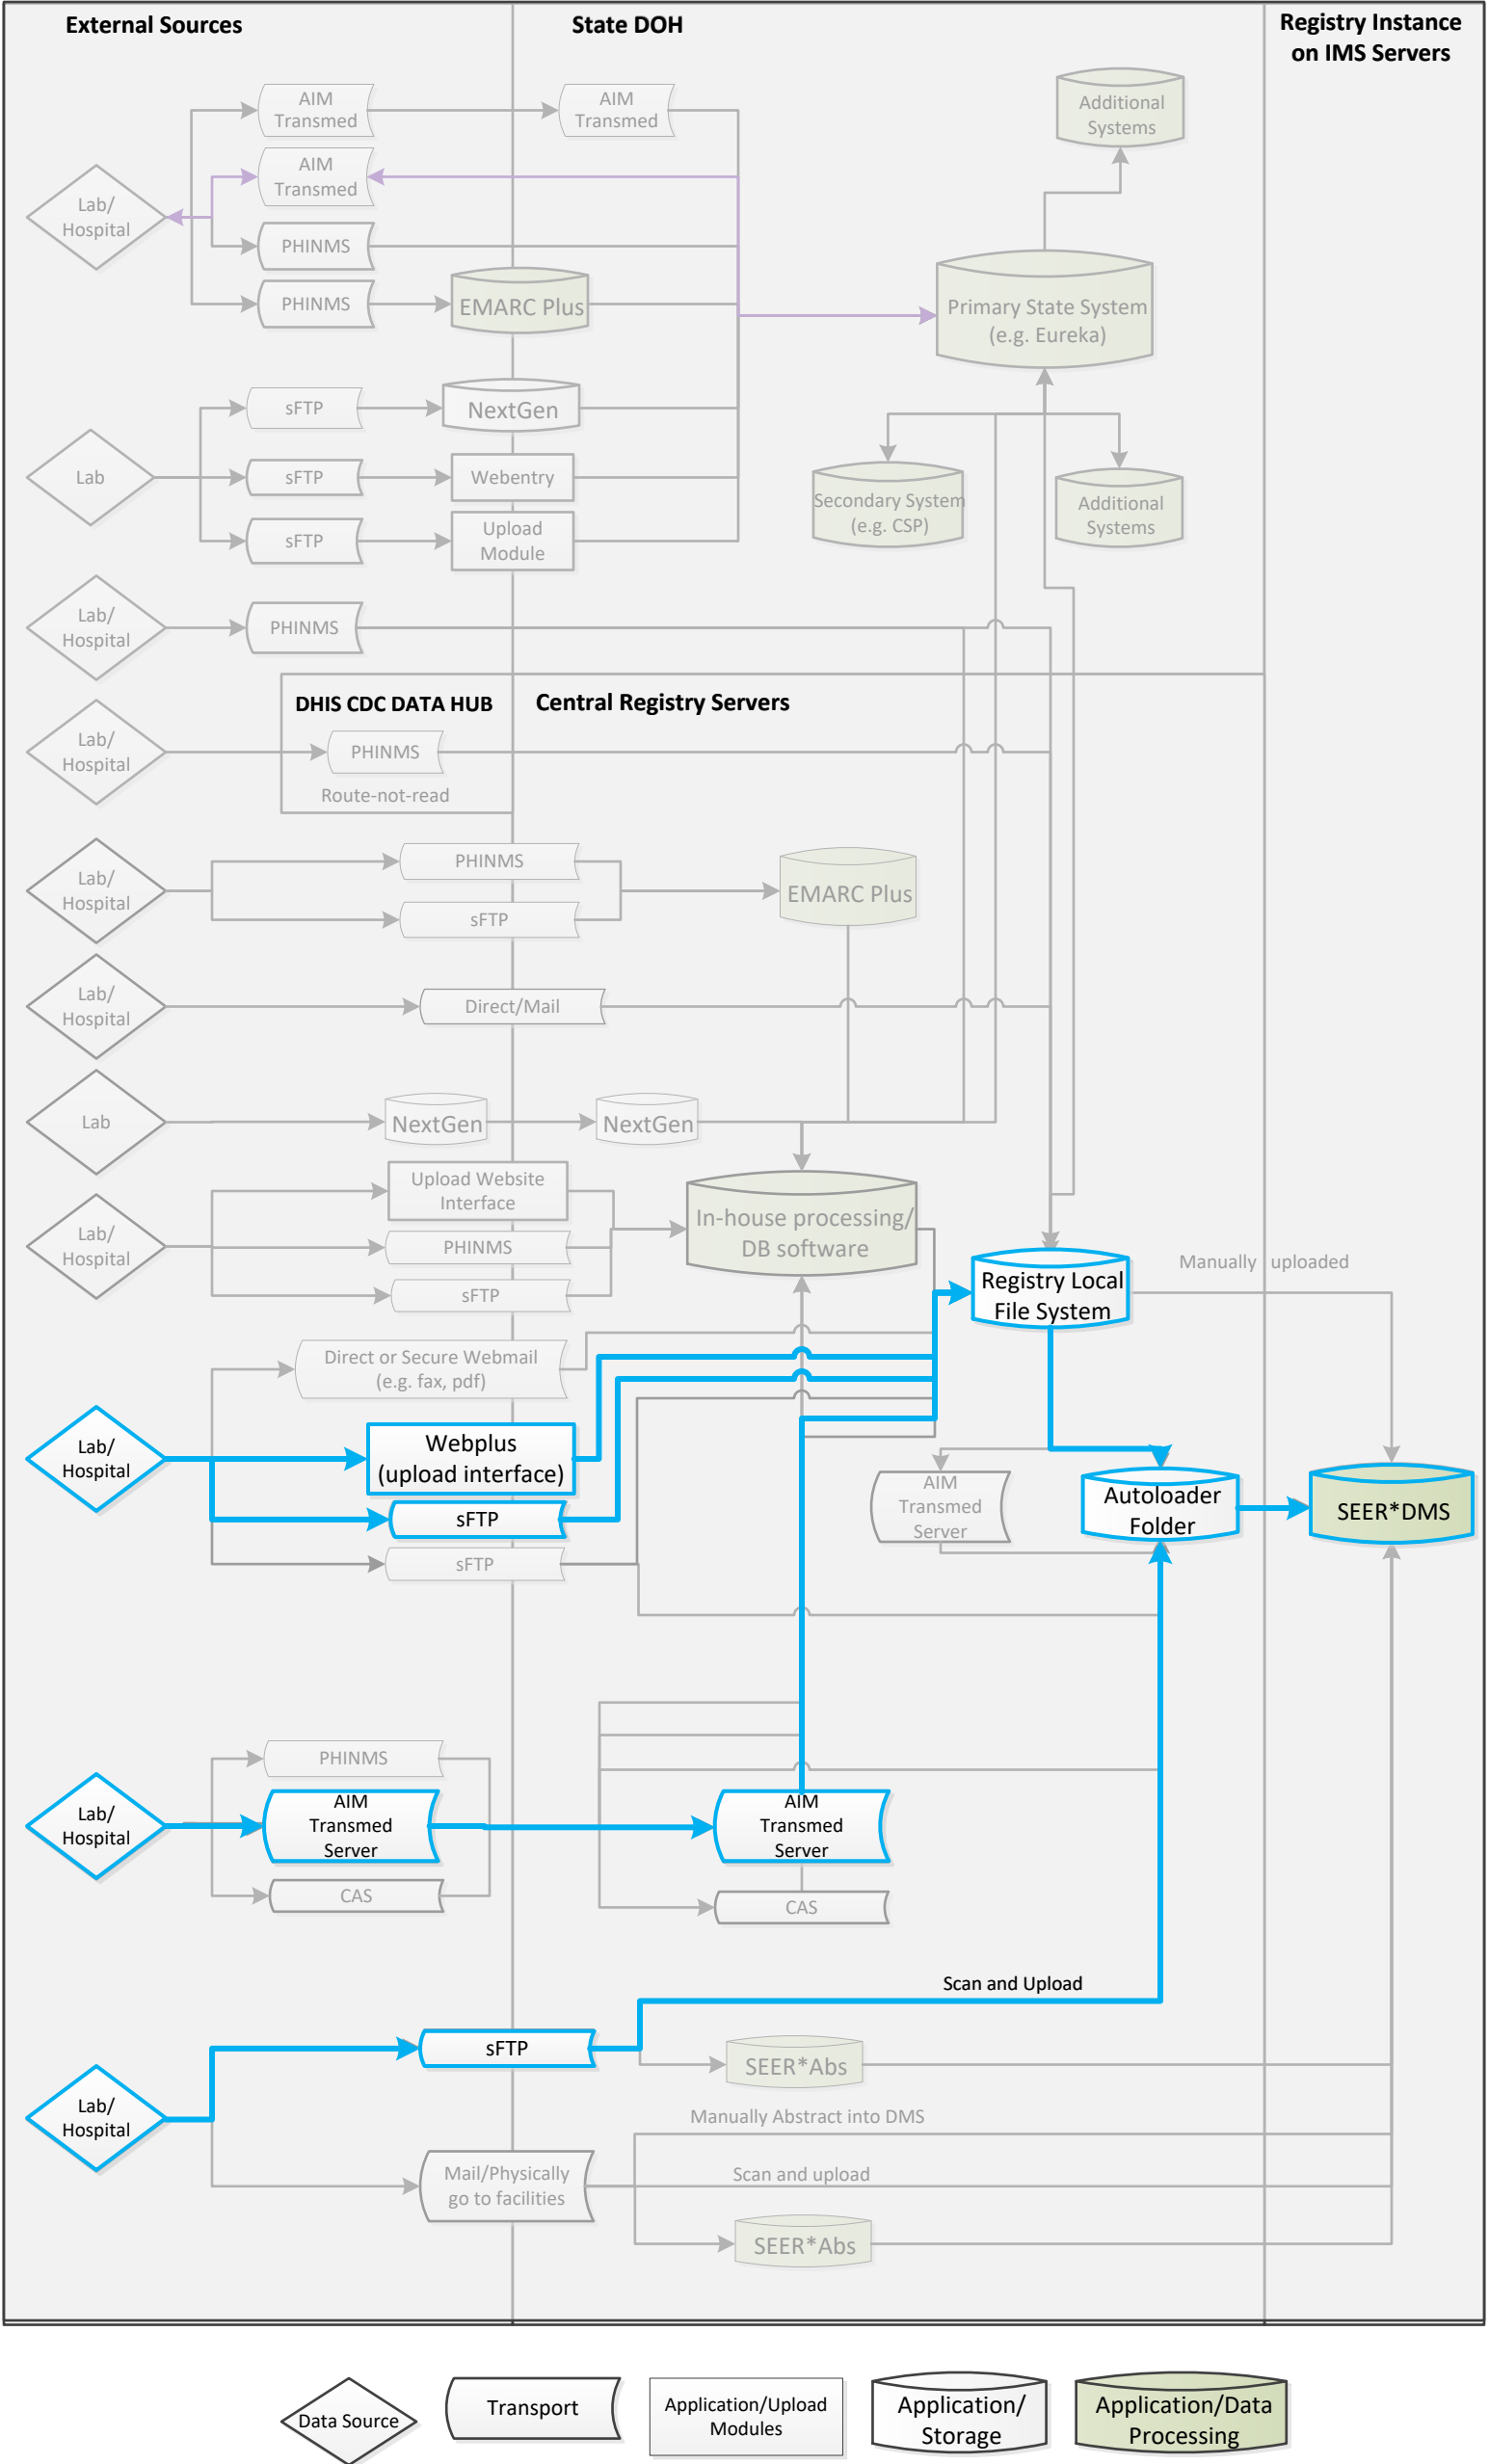 External Sources
State DOH
Registry Instance
on IMS Servers
AIM
Transmed
AIM
Transmed
Additional
Systems
AIM
Transmed
Lab/
Hospital
PHINMS
PHINMS
EMARC Plus
Primary State System
(e.g. Eureka)
sFTP
NextGen
Lab
sFTP
Webentry
Secondary System
(e.g. CSP)
Additional
Systems
sFTP
Upload
Module
Lab/
Hospital
PHINMS
DHIS CDC DATA HUB
Central Registry Servers
Lab/
Hospital
PHINMS
Route-not-read
Lab/
Hospital
PHINMS
sFTP
EMARC Plus
Lab/
Hospital
Direct/Mail
Lab
NextGen
NextGen
Upload Website
Interface
Lab/
Hospital
PHINMS
sFTP
In-house processing/
DB software
Registry Local
File System
Manually uploaded
Direct or Secure Webmail
(e.g. fax, pdf)
Lab/
Hospital
Webplus
(upload interface)
sFTP
sFTP
AIM
Transmed
Server
Autoloader
Folder
SEER*DMS
PHINMS
Lab/
Hospital
AIM
Transmed
Server
AIM
Transmed
Server
CAS
CAS
Scan and Upload
sFTP
SEER*Abs
Lab/
Hospital
Manually Abstract into DMS
Mail/Physically
go to facilities
Scan and upload
SEER*Abs
Data Source
Transport
Application/Upload
Modules
Application/
Storage
Application/Data
Processing